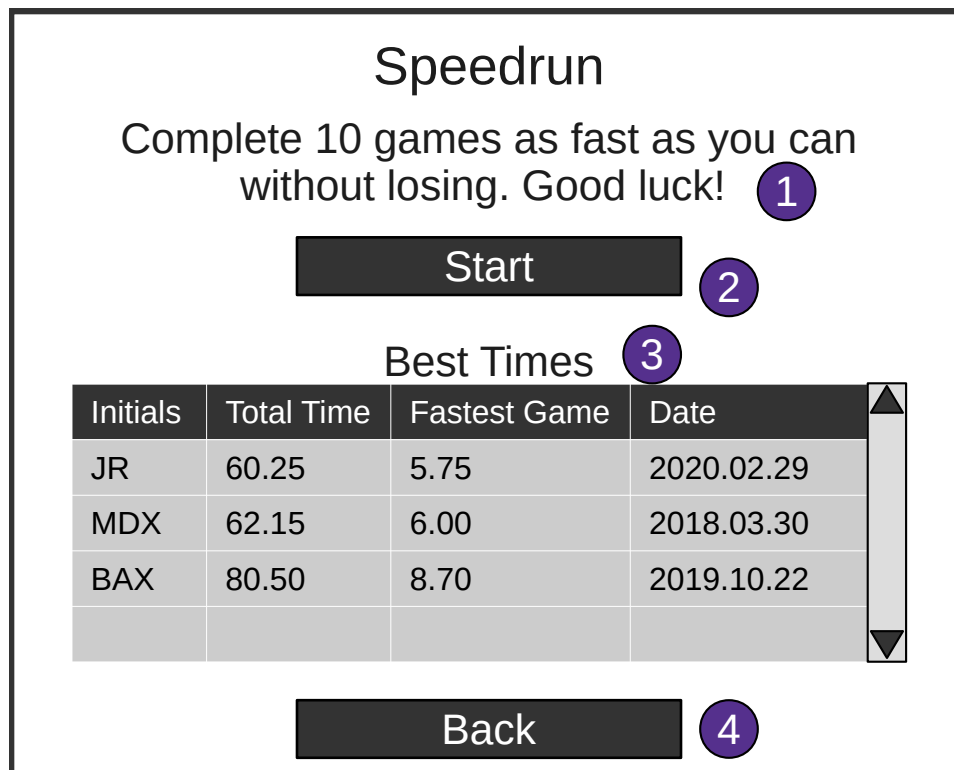 Speedrun
Complete 10 games as fast as you can
without losing. Good luck! 1
Start 2
Best Times 3
Initials Total Time Fastest Game Date
JR 60.25 5.75 2020.02.29
MDX 62.15 6.00 2018.03.30
BAX 80.50 8.70 2019.10.22
Back 4